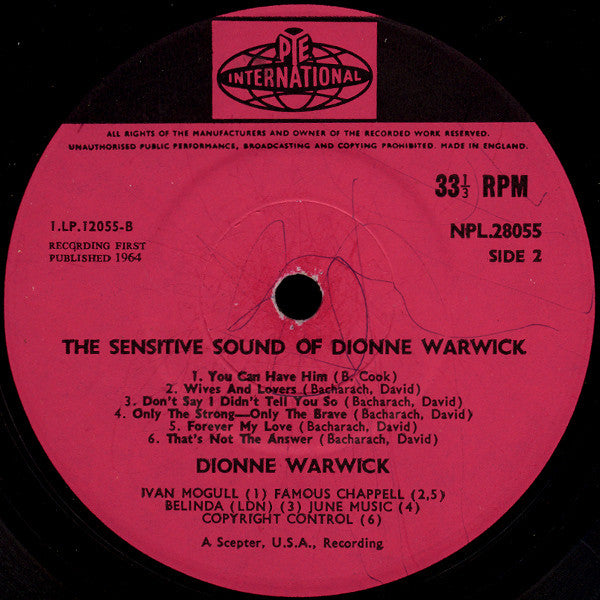 PYE
INTERNATIONAL
ALL RIGHTS OF THE MANUFACTURERS AND OWNER OF THE RECORDED WORK RESERVED.
UNAUTHORISED PUBLIC PERFORMANCE, BROADCASTING AND COPYING PROHIBITED. MADE IN ENGLAND.
33⅓ RPM
1.LP.12055-B
NPL.28055
RECORDING FIRST
PUBLISHED 1964
SIDE 2
THE SENSITIVE SOUND OF DIONNE WARWICK
1. You Can Have Him (B. Cook)
2. Wives And Lovers (Bacharach, David)
3. Don't Say I Didn't Tell You So (Bacharach, David)
4. Only The Strong—Only The Brave (Bacharach, David)
5. Forever My Love (Bacharach, David)
6. That's Not The Answer (Bacharach, David)
DIONNE WARWICK
IVAN MOGULL (1) FAMOUS CHAPPELL (2,5)
BELINDA (LDN) (3) JUNE MUSIC (4)
COPYRIGHT CONTROL (6)
A Scepter, U.S.A., Recording